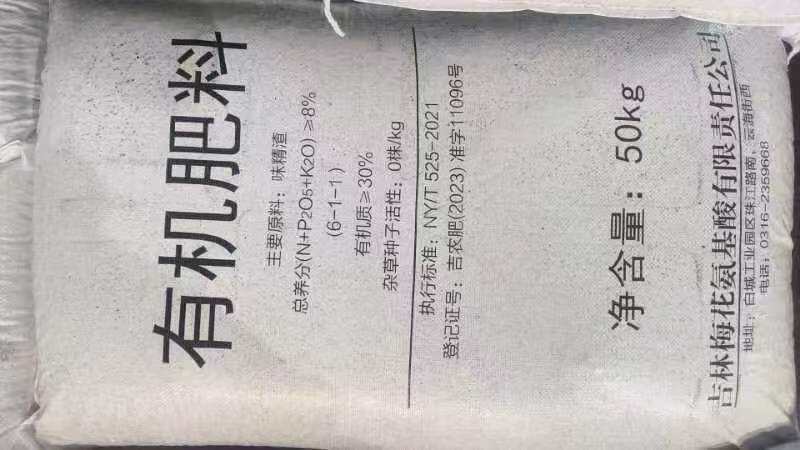 有机肥料
主要原料：味精渣
总养分(N+P2O5+K2O)≥8%
(6-1-1)
有机质≥30%
杂草种子活性：0株/kg
执行标准：NY/T 525-2021
登记证号：吉农肥(2023)准字11096号
净含量：50kg
吉林梅花氨基酸有限责任公司
地址：白城工业园区珠江路南、云海街西
电话：0316-2359668